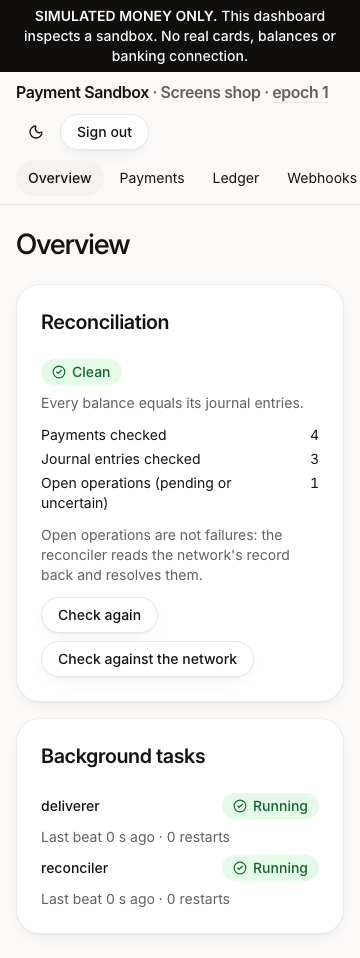 SIMULATED MONEY ONLY. This dashboard
inspects a sandbox. No real cards, balances or
banking connection.
Payment Sandbox · Screens shop · epoch 1
Sign out
Overview Payments Ledger Webhooks
Overview
Reconciliation
Clean
Every balance equals its journal entries.
Payments checked 4
Journal entries checked 3
Open operations (pending or 1
uncertain)
Open operations are not failures: the
reconciler reads the network's record
back and resolves them.
Check again
Check against the network
Background tasks
deliverer Running
Last beat 0 s ago · 0 restarts
reconciler Running
Last beat 0 s ago · 0 restarts